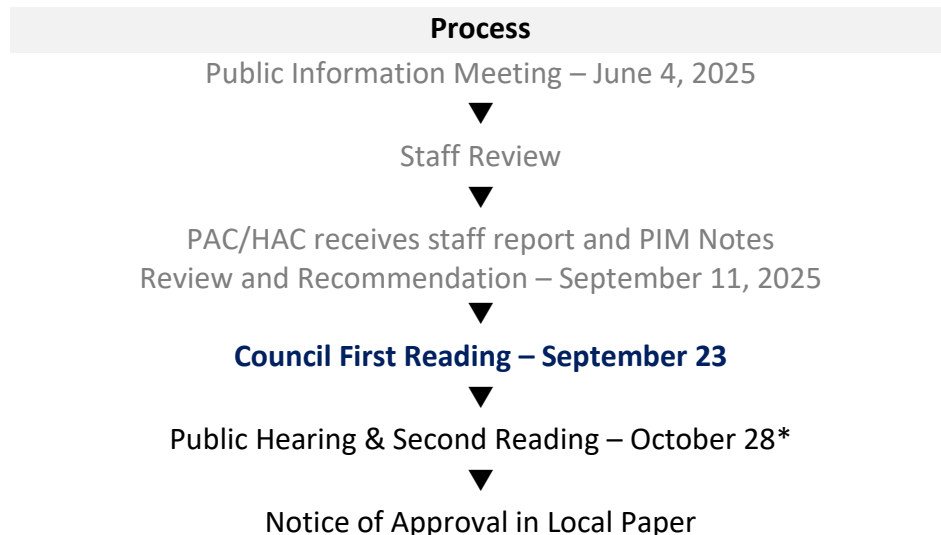 Process
Public Information Meeting – June 4, 2025
Staff Review
PAC/HAC receives staff report and PIM Notes
Review and Recommendation – September 11, 2025
Council First Reading – September 23
Public Hearing & Second Reading – October 28*
Notice of Approval in Local Paper